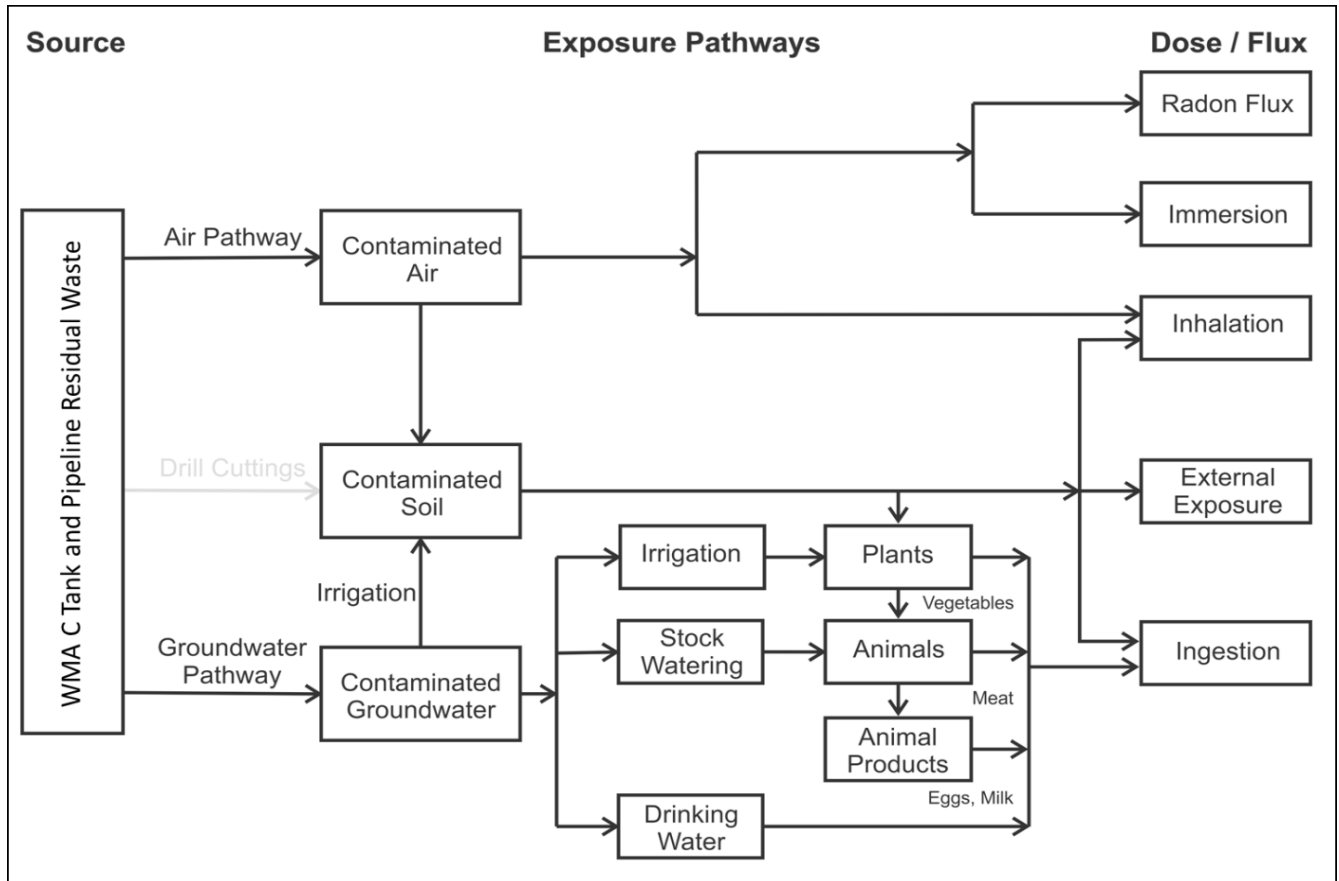 Source
Exposure Pathways
Dose / Flux
Radon Flux
Immersion
Air Pathway
Contaminated
Air
Inhalation
WMA C Tank and Pipeline Residual Waste
Drill Cuttings
Contaminated
Soil
External
Exposure
Irrigation
Irrigation
Plants
Vegetables
Groundwater
Pathway
Contaminated
Groundwater
Stock
Watering
Animals
Ingestion
Meat
Animal
Products
Eggs, Milk
Drinking
Water